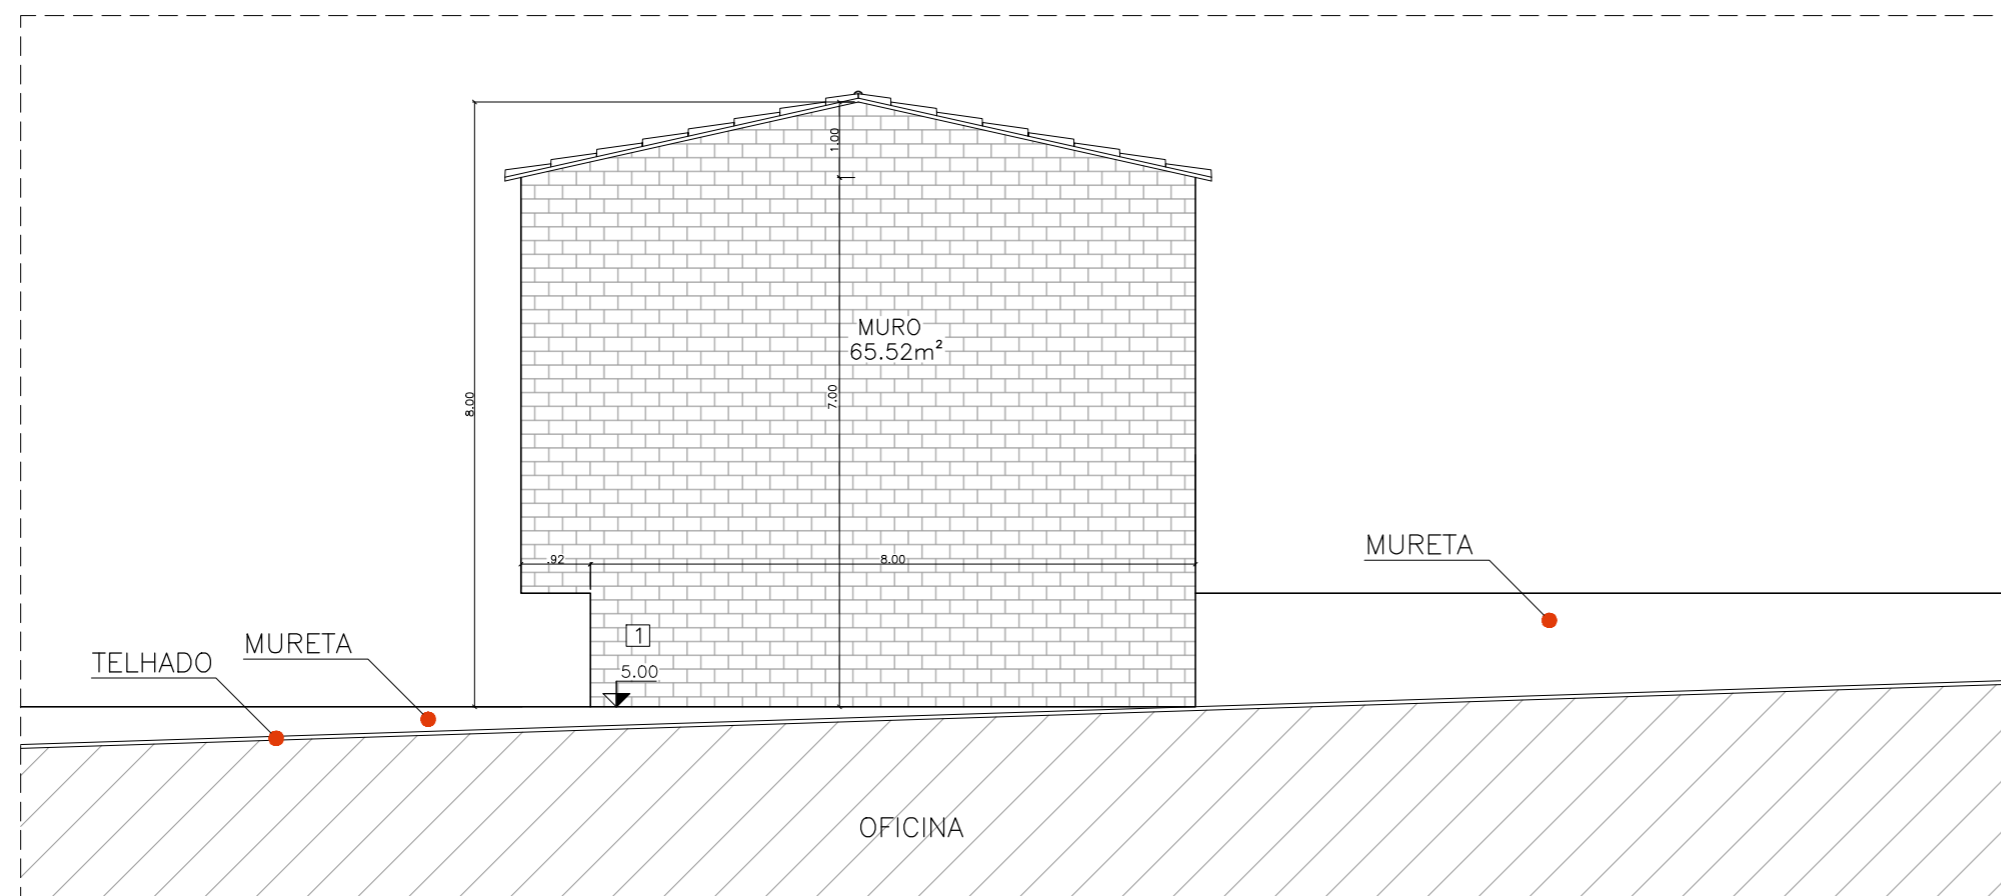 1.00
MURO
65.52m²
8.00
7.00
.92
8.00
MURETA
1
5.00
MURETA
TELHADO
OFICINA